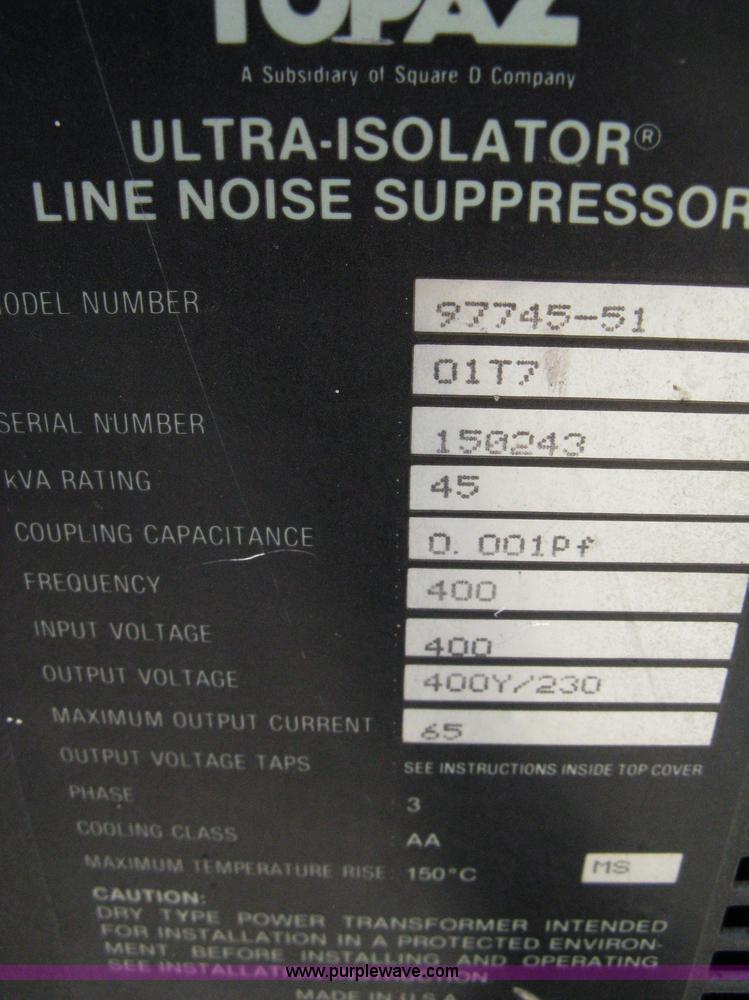 TOPAZ
A Subsidiary of Square D Company
ULTRA-ISOLATOR®
LINE NOISE SUPPRESSOR
MODEL NUMBER 97745-51
01T7
SERIAL NUMBER 150243
kVA RATING 45
COUPLING CAPACITANCE 0.001Pf
FREQUENCY 400
INPUT VOLTAGE 400
OUTPUT VOLTAGE 400Y/230
MAXIMUM OUTPUT CURRENT 65
OUTPUT VOLTAGE TAPS : SEE INSTRUCTIONS INSIDE TOP COVER
PHASE : 3
COOLING CLASS : AA
MAXIMUM TEMPERATURE RISE : 150°C MS
CAUTION:
DRY TYPE POWER TRANSFORMER INTENDED
FOR INSTALLATION IN A PROTECTED ENVIRON-
MENT. BEFORE INSTALLING AND OPERATING
SEE INSTALLATION INSTRUCTION
www.purplewave.com
MADE IN U.S.A.